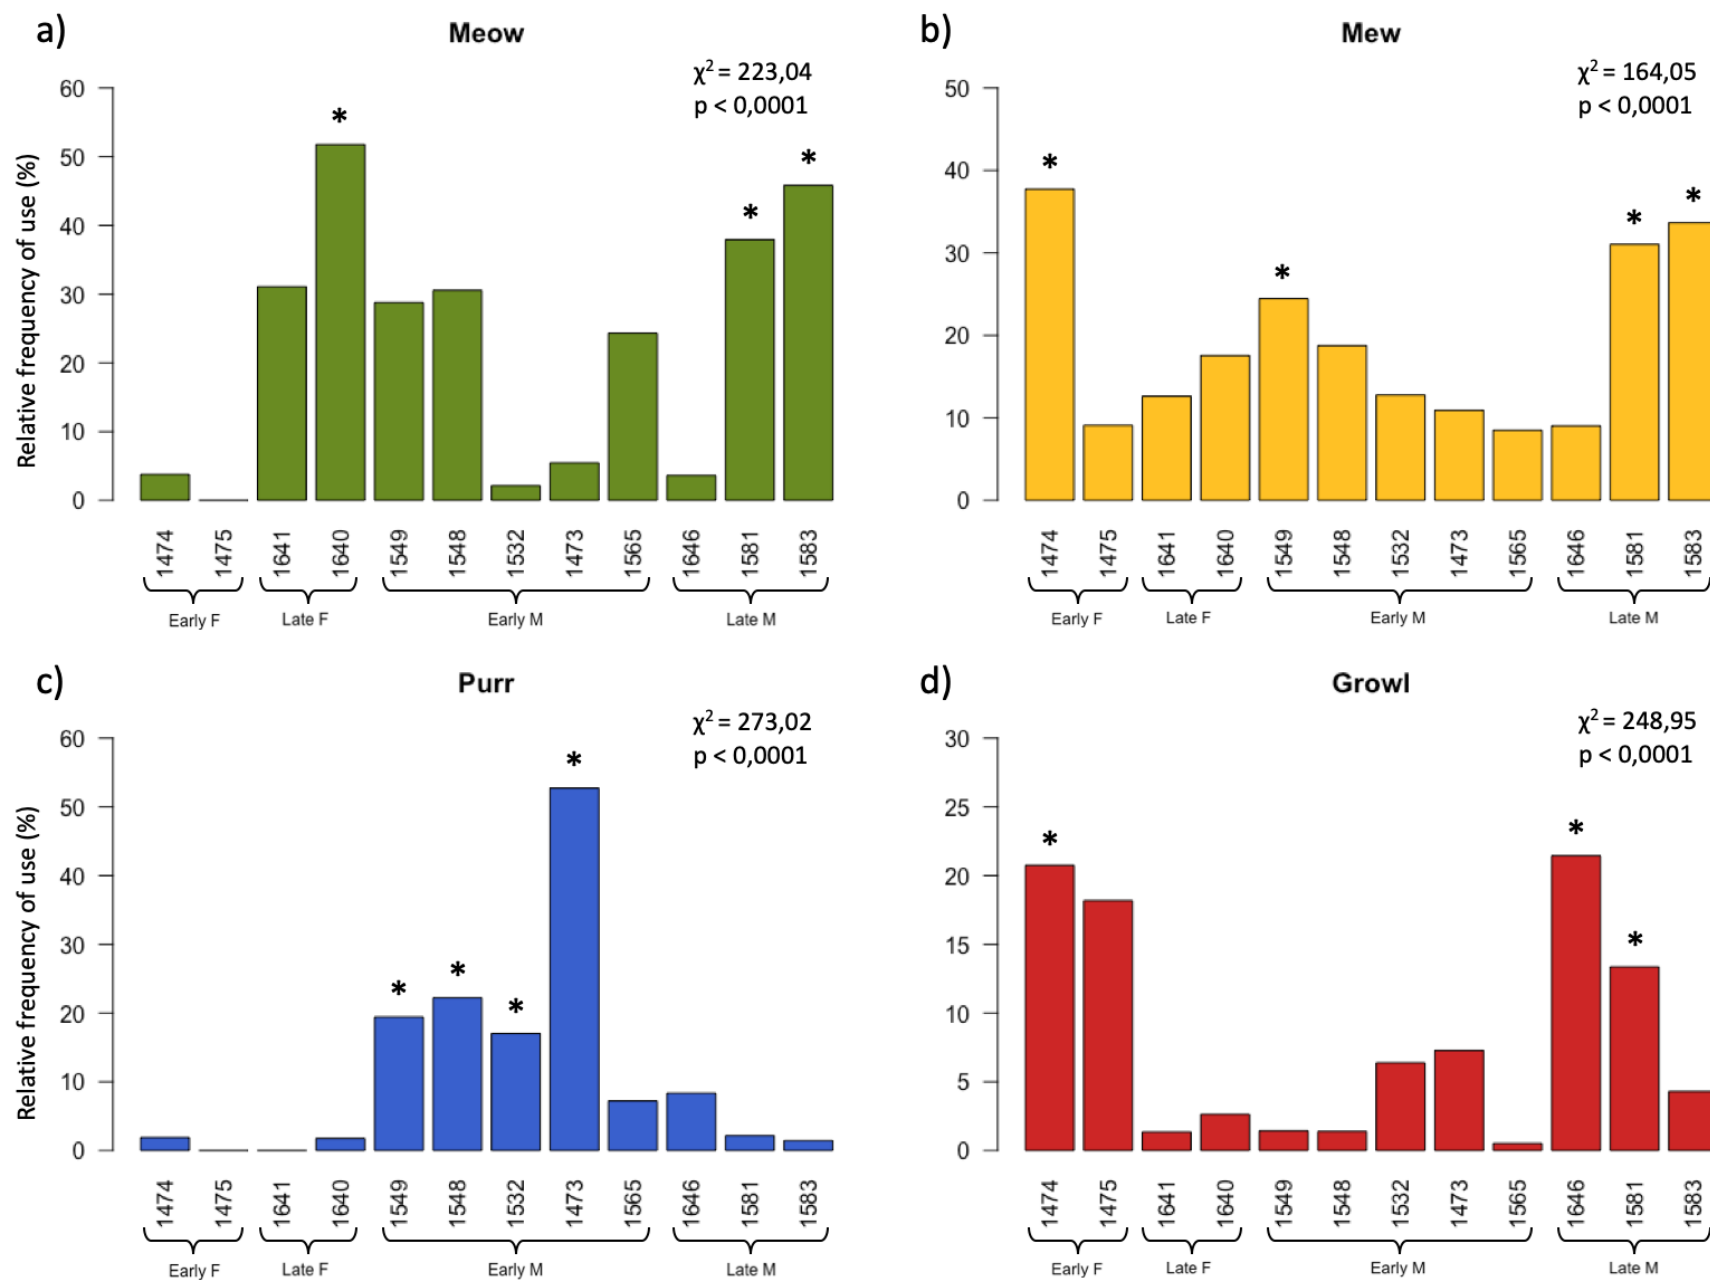 a)
Meow
χ2 = 223,04
p < 0,0001
Relative frequency of use (%)
60
50
40
30
20
10
0
*
*
*
1474
1475
1641
1640
1549
1548
1532
1473
1565
1646
1581
1583
Early F
Late F
Early M
Late M
b)
Mew
χ2 = 164,05
p < 0,0001
50
40
30
20
10
0
*
*
*
*
1474
1475
1641
1640
1549
1548
1532
1473
1565
1646
1581
1583
Early F
Late F
Early M
Late M
c)
Purr
χ2 = 273,02
p < 0,0001
Relative frequency of use (%)
60
50
40
30
20
10
0
*
*
*
*
1474
1475
1641
1640
1549
1548
1532
1473
1565
1646
1581
1583
Early F
Late F
Early M
Late M
d)
Growl
χ2 = 248,95
p < 0,0001
30
25
20
15
10
5
0
*
*
*
1474
1475
1641
1640
1549
1548
1532
1473
1565
1646
1581
1583
Early F
Late F
Early M
Late M